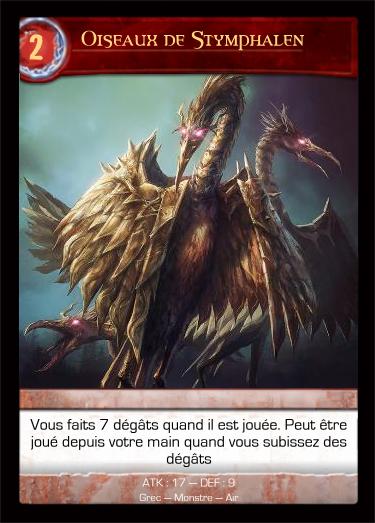 2
Oiseaux de Stymphalen
Vous faits 7 dégâts quand il est jouée. Peut être
joué depuis votre main quand vous subissez des
dégâts
ATK : 17 — DEF : 9
Grec — Monstre — Air